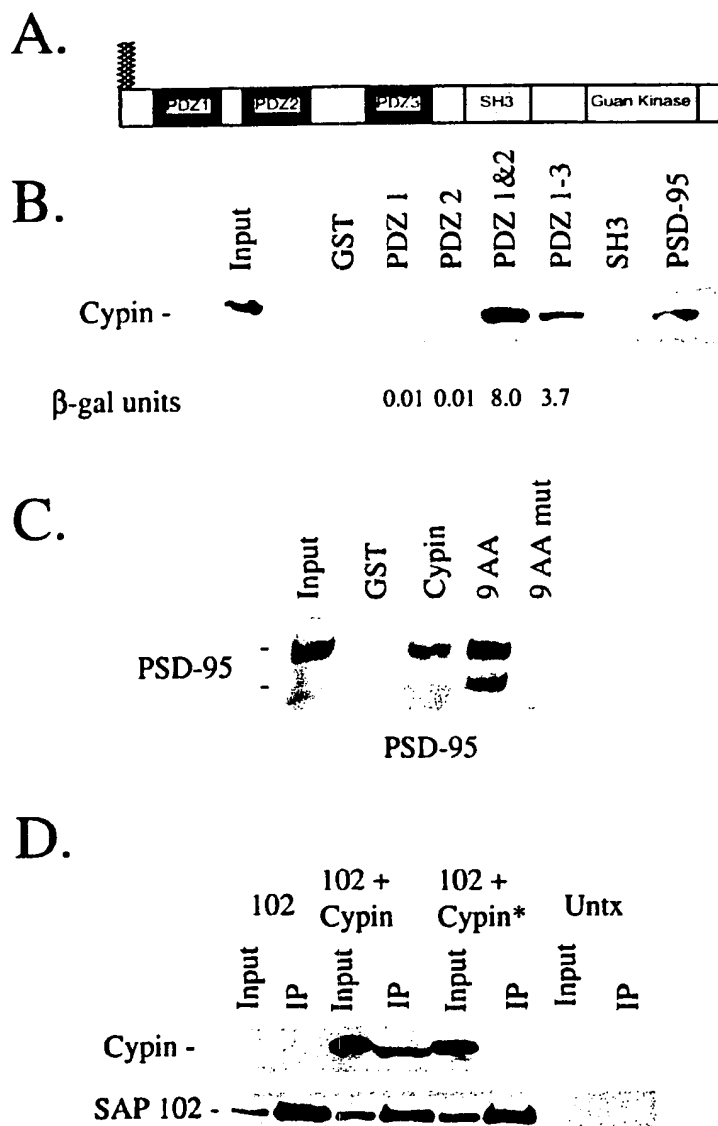 A.
PDZ1 PDZ2 PDZ3 SH3 Guan Kinase
B.
Input GST PDZ 1 PDZ 2 PDZ 1&2 PDZ 1-3 SH3 PSD-95
Cypin -
β-gal units 0.01 0.01 8.0 3.7
C.
Input GST Cypin 9 AA 9 AA mut
PSD-95 - -
PSD-95
D.
102 102 + Cypin 102 + Cypin* Untx
Input IP Input IP Input IP Input IP
Cypin -
SAP 102 -